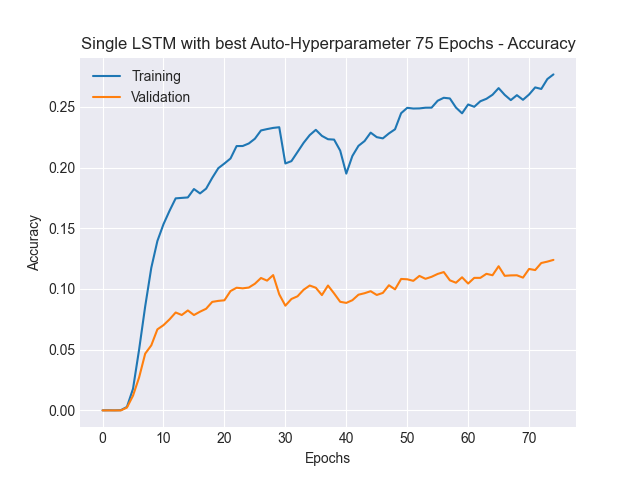 Single LSTM with best Auto-Hyperparameter 75 Epochs - Accuracy
Training
Validation
0.25
0.20
0.15
0.10
0.05
0.00
Accuracy
0 10 20 30 40 50 60 70
Epochs